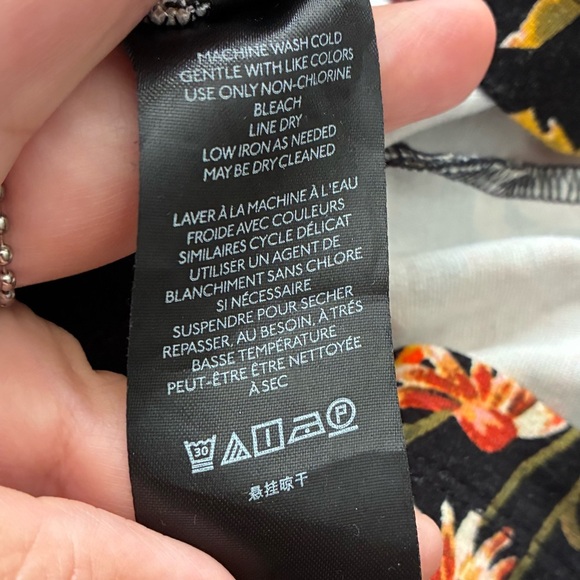 MACHINE WASH COLD
GENTLE WITH LIKE COLORS
USE ONLY NON-CHLORINE
BLEACH
LINE DRY
LOW IRON AS NEEDED
MAY BE DRY CLEANED
LAVER À LA MACHINE À L'EAU
FROIDE AVEC COULEURS
SIMILAIRES CYCLE DÉLICAT
UTILISER UN AGENT DE
BLANCHIMENT SANS CHLORE
SI NÉCESSAIRE
SUSPENDRE POUR SECHER
REPASSER, AU BESOIN, À TRÉS
BASSE TEMPÉRATURE
PEUT-ÊTRE ÊTRE NETTOYÉE
À SEC
30 P
悬挂晾干